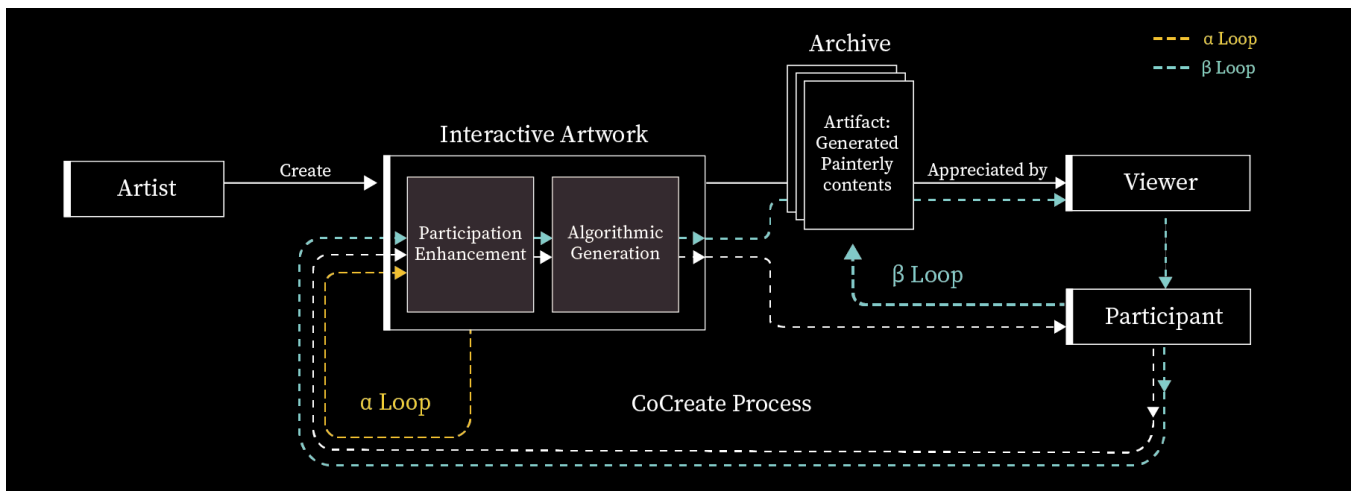 Archive
α Loop
β Loop
Artifact:
Generated
Painterly
contents
Interactive Artwork
Artist
Create
Participation
Enhancement
Algorithmic
Generation
Appreciated by
Viewer
β Loop
Participant
α Loop
CoCreate Process